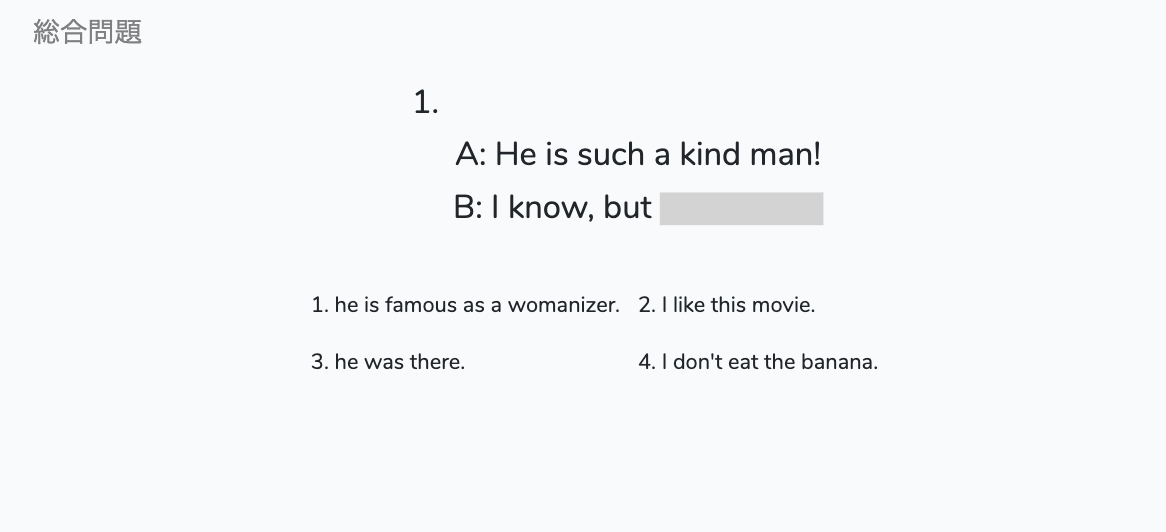 総合問題
1.
A: He is such a kind man!
B: I know, but
1. he is famous as a womanizer. 2. I like this movie.
3. he was there. 4. I don't eat the banana.